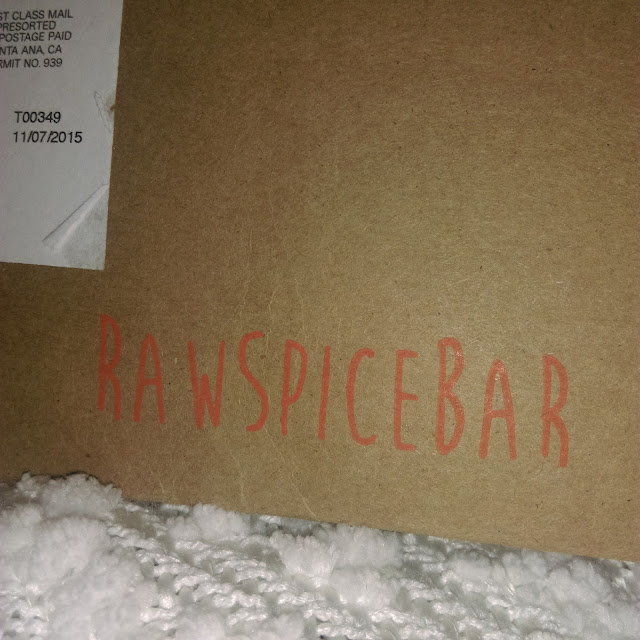 ST CLASS MAIL
PRESORTED
POSTAGE PAID
NTA ANA, CA
RMIT NO. 939
T00349
11/07/2015
RAWSPICEBAR